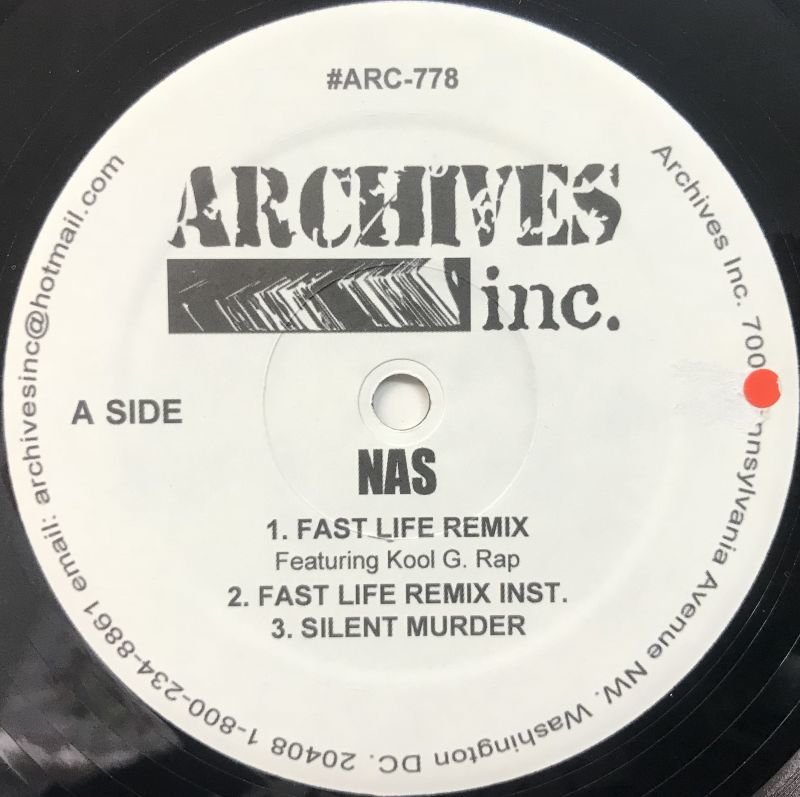 #ARC-778
ARCHIVES
inc.
A SIDE
NAS
1. FAST LIFE REMIX
Featuring Kool G. Rap
2. FAST LIFE REMIX INST.
3. SILENT MURDER
Archives Inc. 700 nnsylvania Avenue NW. Washington DC. 20408 1-800-234-8861 email: archivesinc@hotmail.com